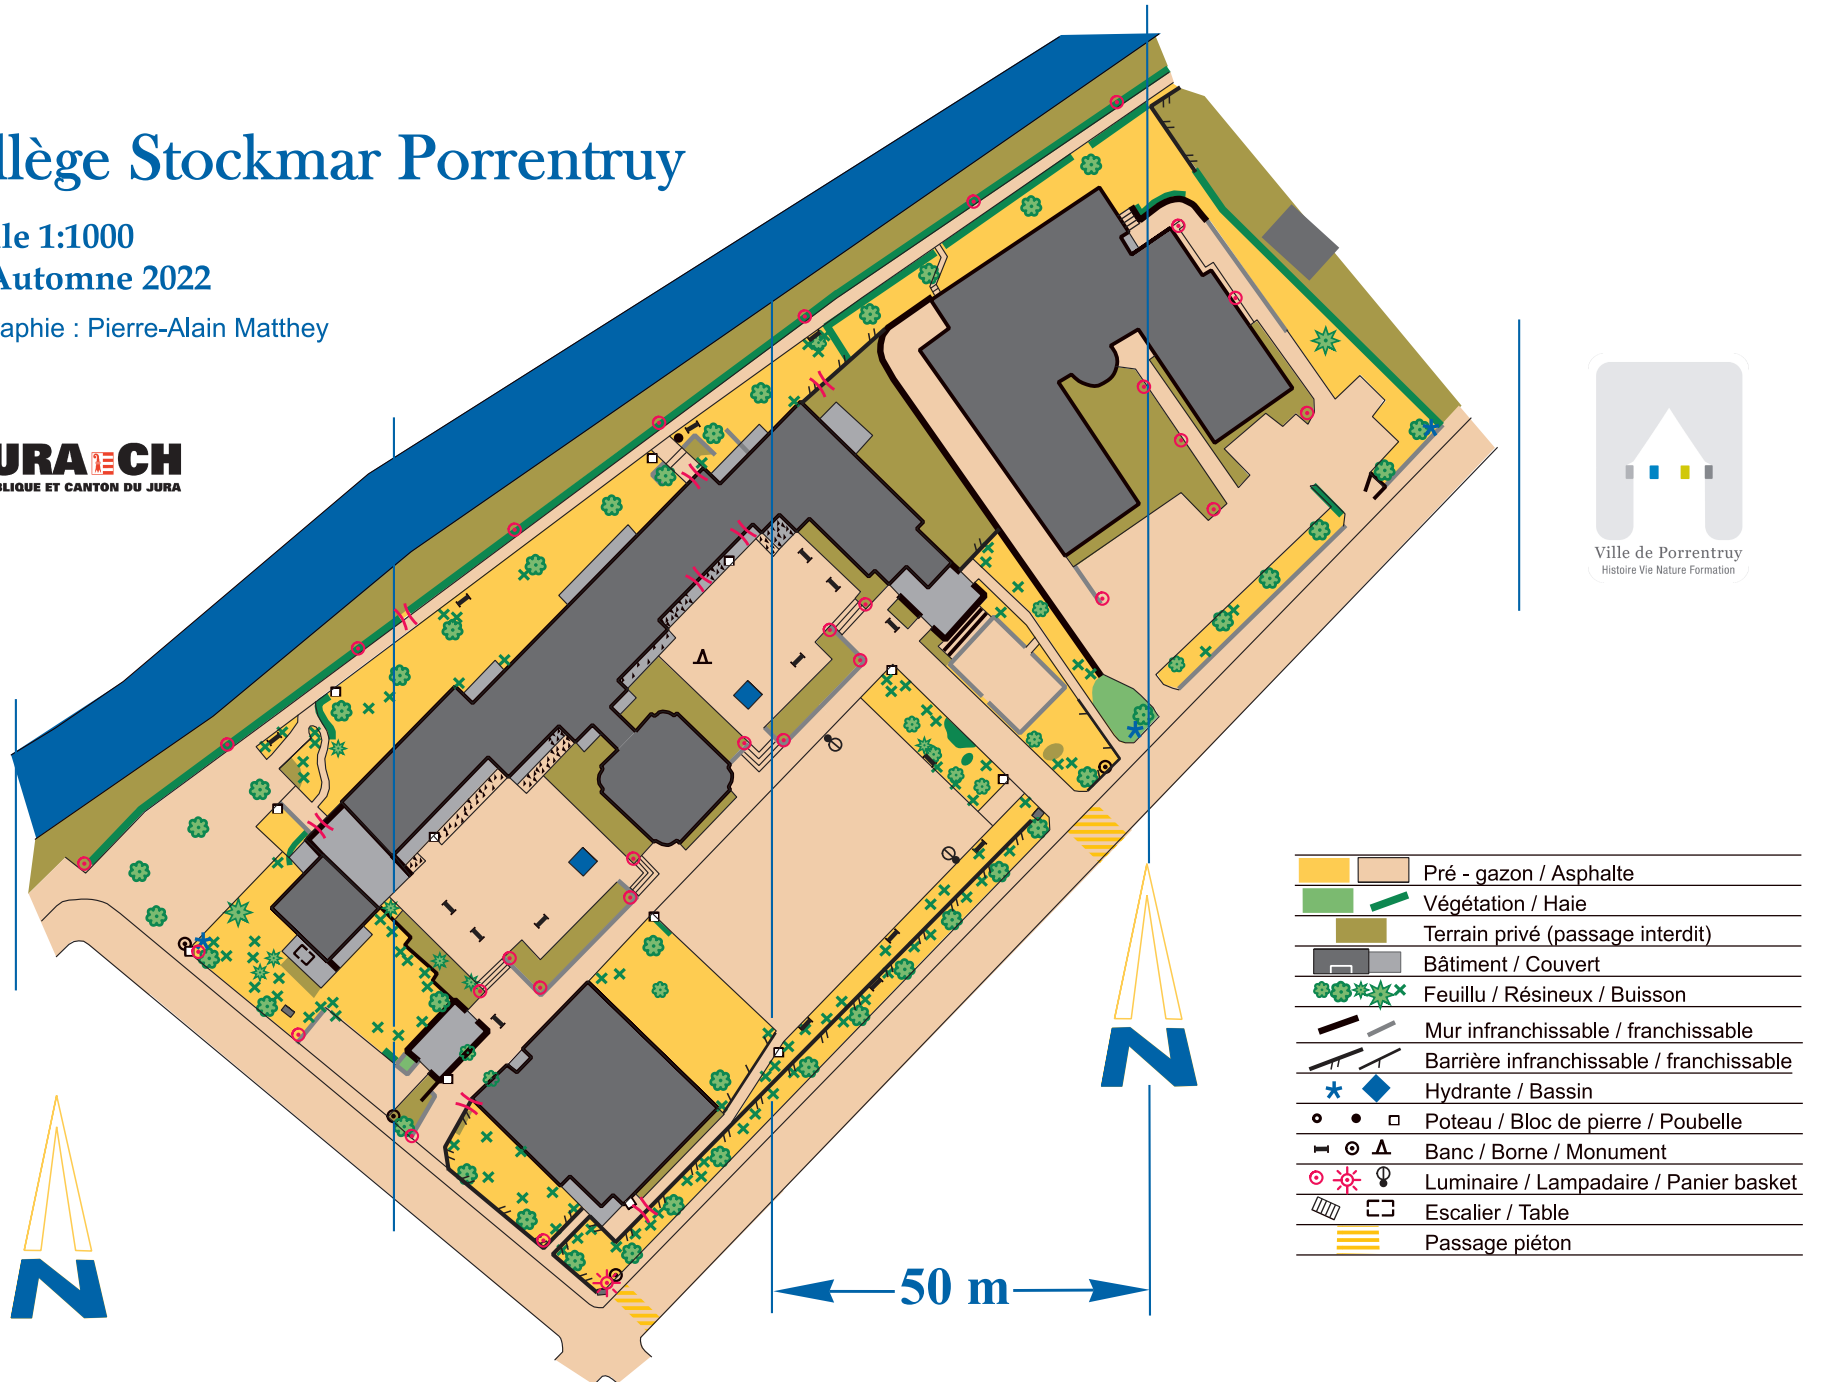 llège Stockmar Porrentruy
le 1:1000
Automne 2022
aphie : Pierre-Alain Matthey
URA CH
BLIQUE ET CANTON DU JURA
Ville de Porrentruy
Histoire Vie Nature Formation
Pré - gazon / Asphalte
Végétation / Haie
Terrain privé (passage interdit)
Bâtiment / Couvert
Feuillu / Résineux / Buisson
Mur infranchissable / franchissable
Barrière infranchissable / franchissable
Hydrante / Bassin
Poteau / Bloc de pierre / Poubelle
Banc / Borne / Monument
Luminaire / Lampadaire / Panier basket
Escalier / Table
Passage piéton
N
N
50 m